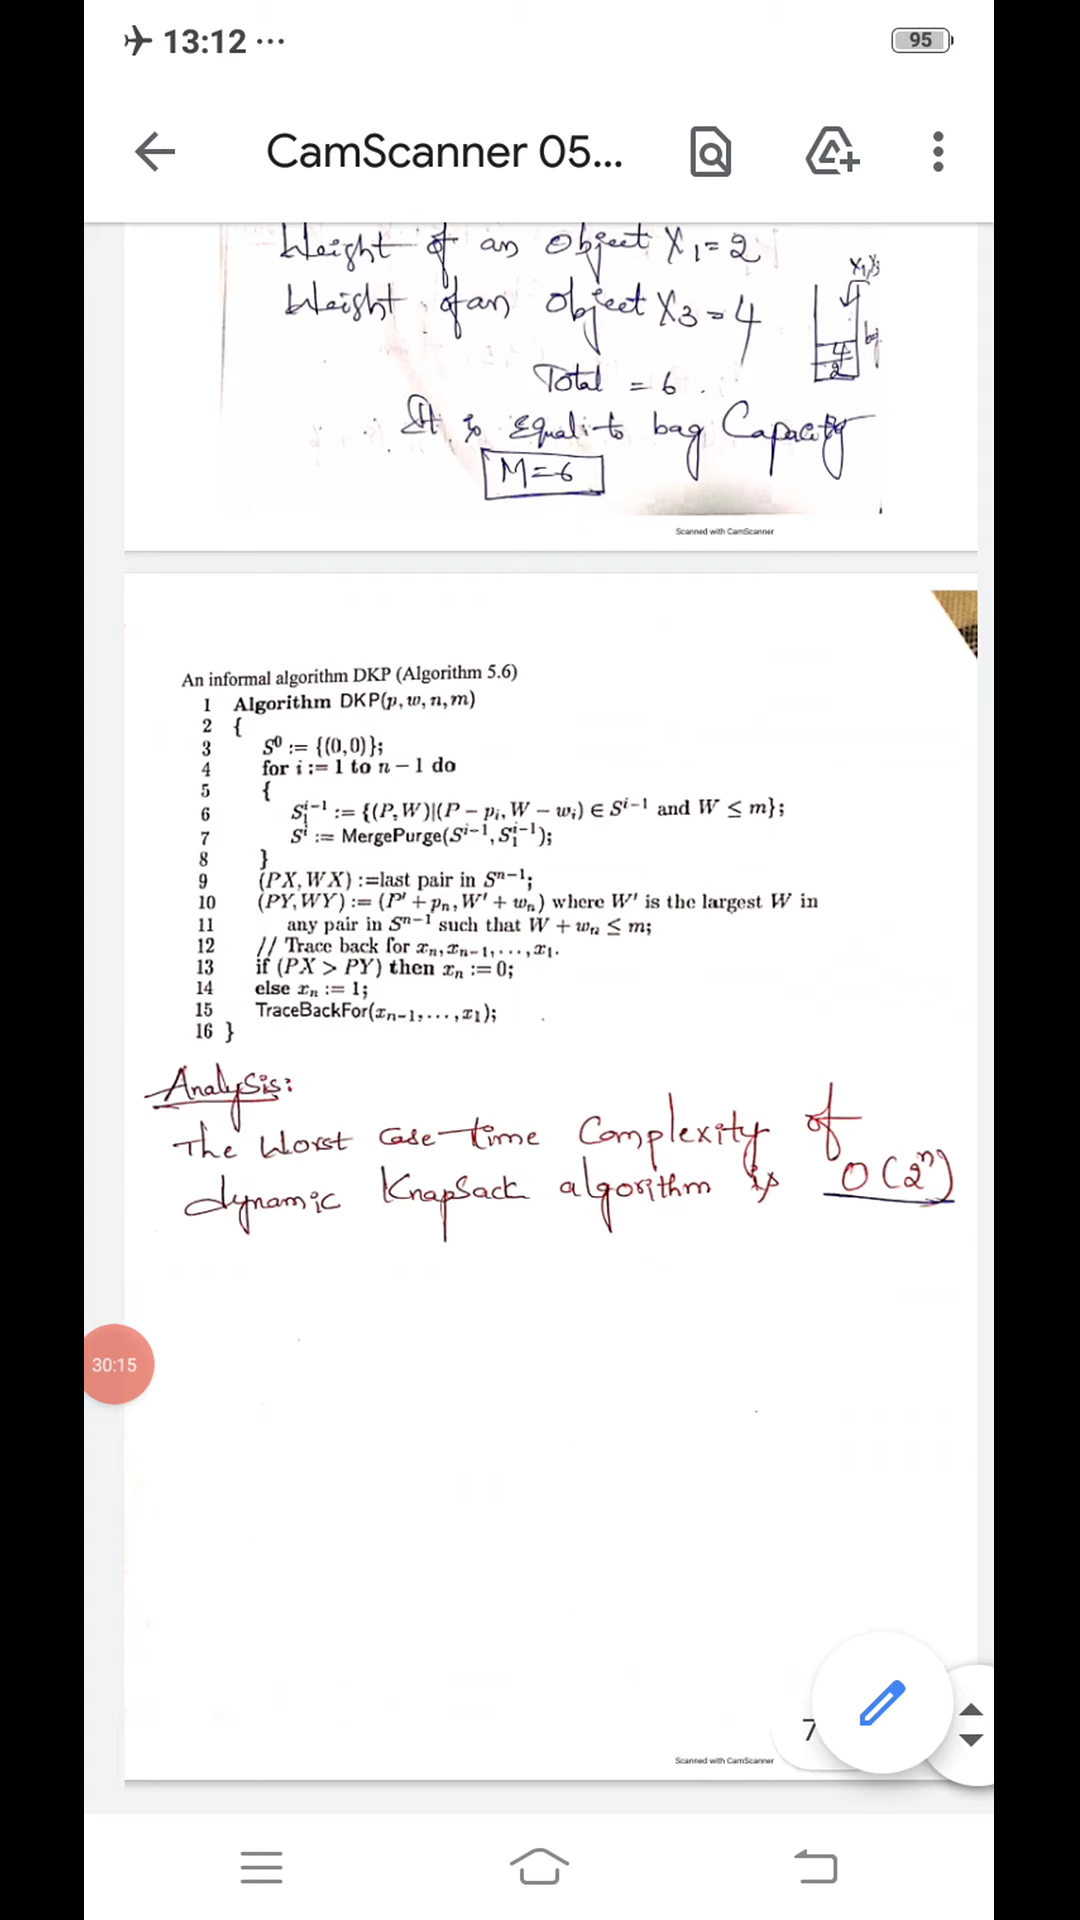 13:12 ...
95
CamScanner 05...
Weight of an object X₁ = 2
X₁X₃
Weight of an object X₃ = 4
4
2
Total = 6.
∴ It is Equal to bag Capacity
M=6
Scanned with CamScanner
An informal algorithm DKP (Algorithm 5.6)
1 Algorithm DKP(p, w, n, m)
2 {
3 S⁰ := {(0,0)};
4 for i := 1 to n − 1 do
5 {
6 S₁ⁱ⁻¹ := {(P, W)|(P − pᵢ, W − wᵢ) ∈ Sⁱ⁻¹ and W ≤ m};
7 Sⁱ := MergePurge(Sⁱ⁻¹, S₁ⁱ⁻¹);
8 }
9 (PX, WX) :=last pair in Sⁿ⁻¹;
10 (PY, WY) := (P' + pₙ, W' + wₙ) where W' is the largest W in
11 any pair in Sⁿ⁻¹ such that W + wₙ ≤ m;
12 // Trace back for xₙ, xₙ₋₁, . . . , x₁.
13 if (PX > PY) then xₙ := 0;
14 else xₙ := 1;
15 TraceBackFor(xₙ₋₁, . . . , x₁);
16 }
Analysis:
The Worst Case time Complexity of
dynamic Knapsack algorithm is O(2ⁿ)
30:15
7
Scanned with CamScanner